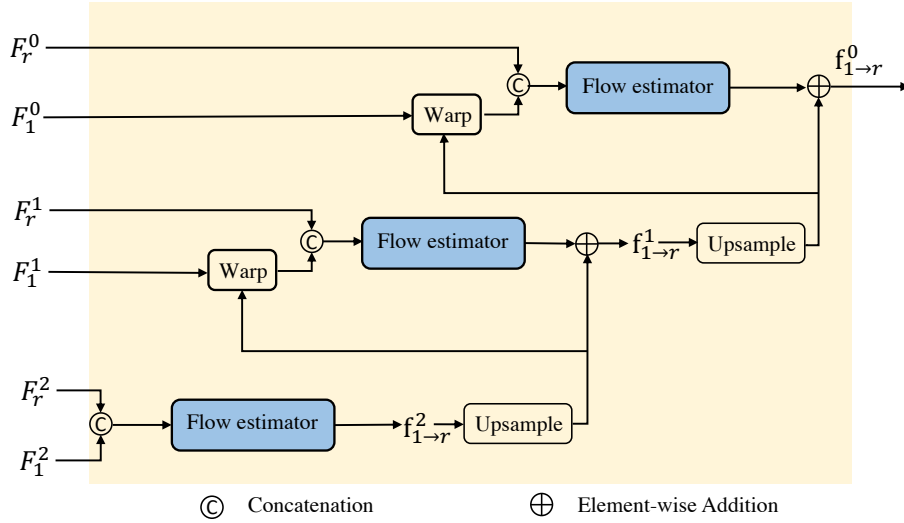 F_r^0
f_{1→r}^0
Flow estimator
C
F_1^0
Warp
F_r^1
Flow estimator
C
f_{1→r}^1
Upsample
F_1^1
Warp
F_r^2
C
Flow estimator
f_{1→r}^2
Upsample
F_1^2
C Concatenation
Element-wise Addition